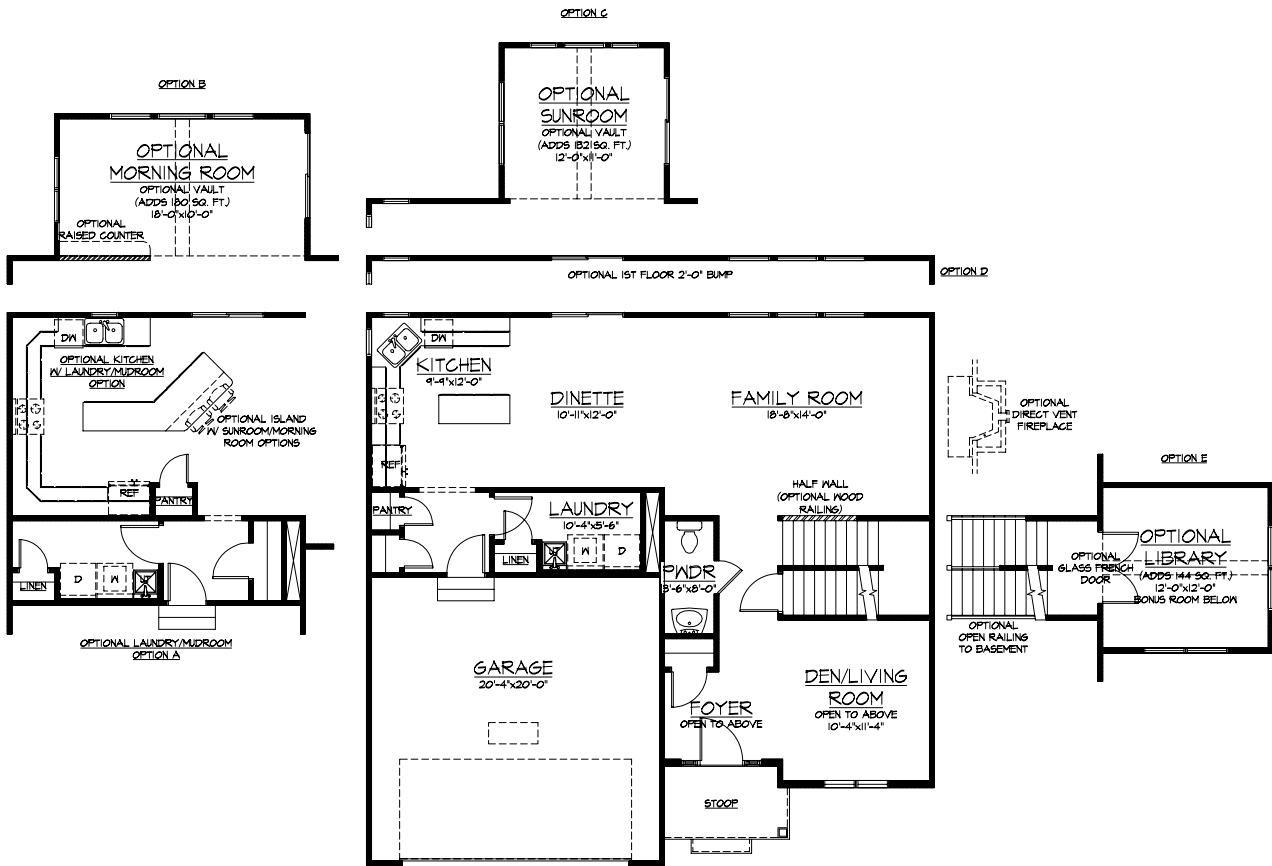 OPTION C
OPTION B
OPTIONAL
SUNROOM
OPTIONAL VAULT
(ADDS 132 SQ. FT.)
12'-0"x11'-0"
OPTIONAL
MORNING ROOM
OPTIONAL VAULT
(ADDS 180 SQ. FT.)
18'-0"x10'-0"
OPTIONAL
RAISED COUNTER
OPTIONAL 1ST FLOOR 2'-0" BUMP
OPTION D
DW
OPTIONAL KITCHEN
W/ LAUNDRY/MUDROOM
OPTION
OPTIONAL ISLAND
W/ SUNROOM/MORNING
ROOM OPTIONS
REF
PANTRY
LINEN
D
W
OPTIONAL LAUNDRY/MUDROOM
OPTION A
DW
KITCHEN
9'-9"x12'-0"
DINETTE
10'-11"x12'-0"
FAMILY ROOM
18'-8"x14'-0"
REF
PANTRY
LAUNDRY
10'-4"x5'-6"
LINEN
W
D
HALF WALL
(OPTIONAL WOOD
RAILING)
PWDR
3'-6"x8'-0"
GARAGE
20'-4"x20'-0"
FOYER
OPEN TO ABOVE
DEN/LIVING
ROOM
OPEN TO ABOVE
10'-4"x11'-4"
STOOP
OPTIONAL
DIRECT VENT
FIREPLACE
OPTION E
OPTIONAL
GLASS FRENCH
DOOR
OPTIONAL
LIBRARY
(ADDS 144 SQ. FT.)
12'-0"x12'-0"
BONUS ROOM BELOW
OPTIONAL
OPEN RAILING
TO BASEMENT